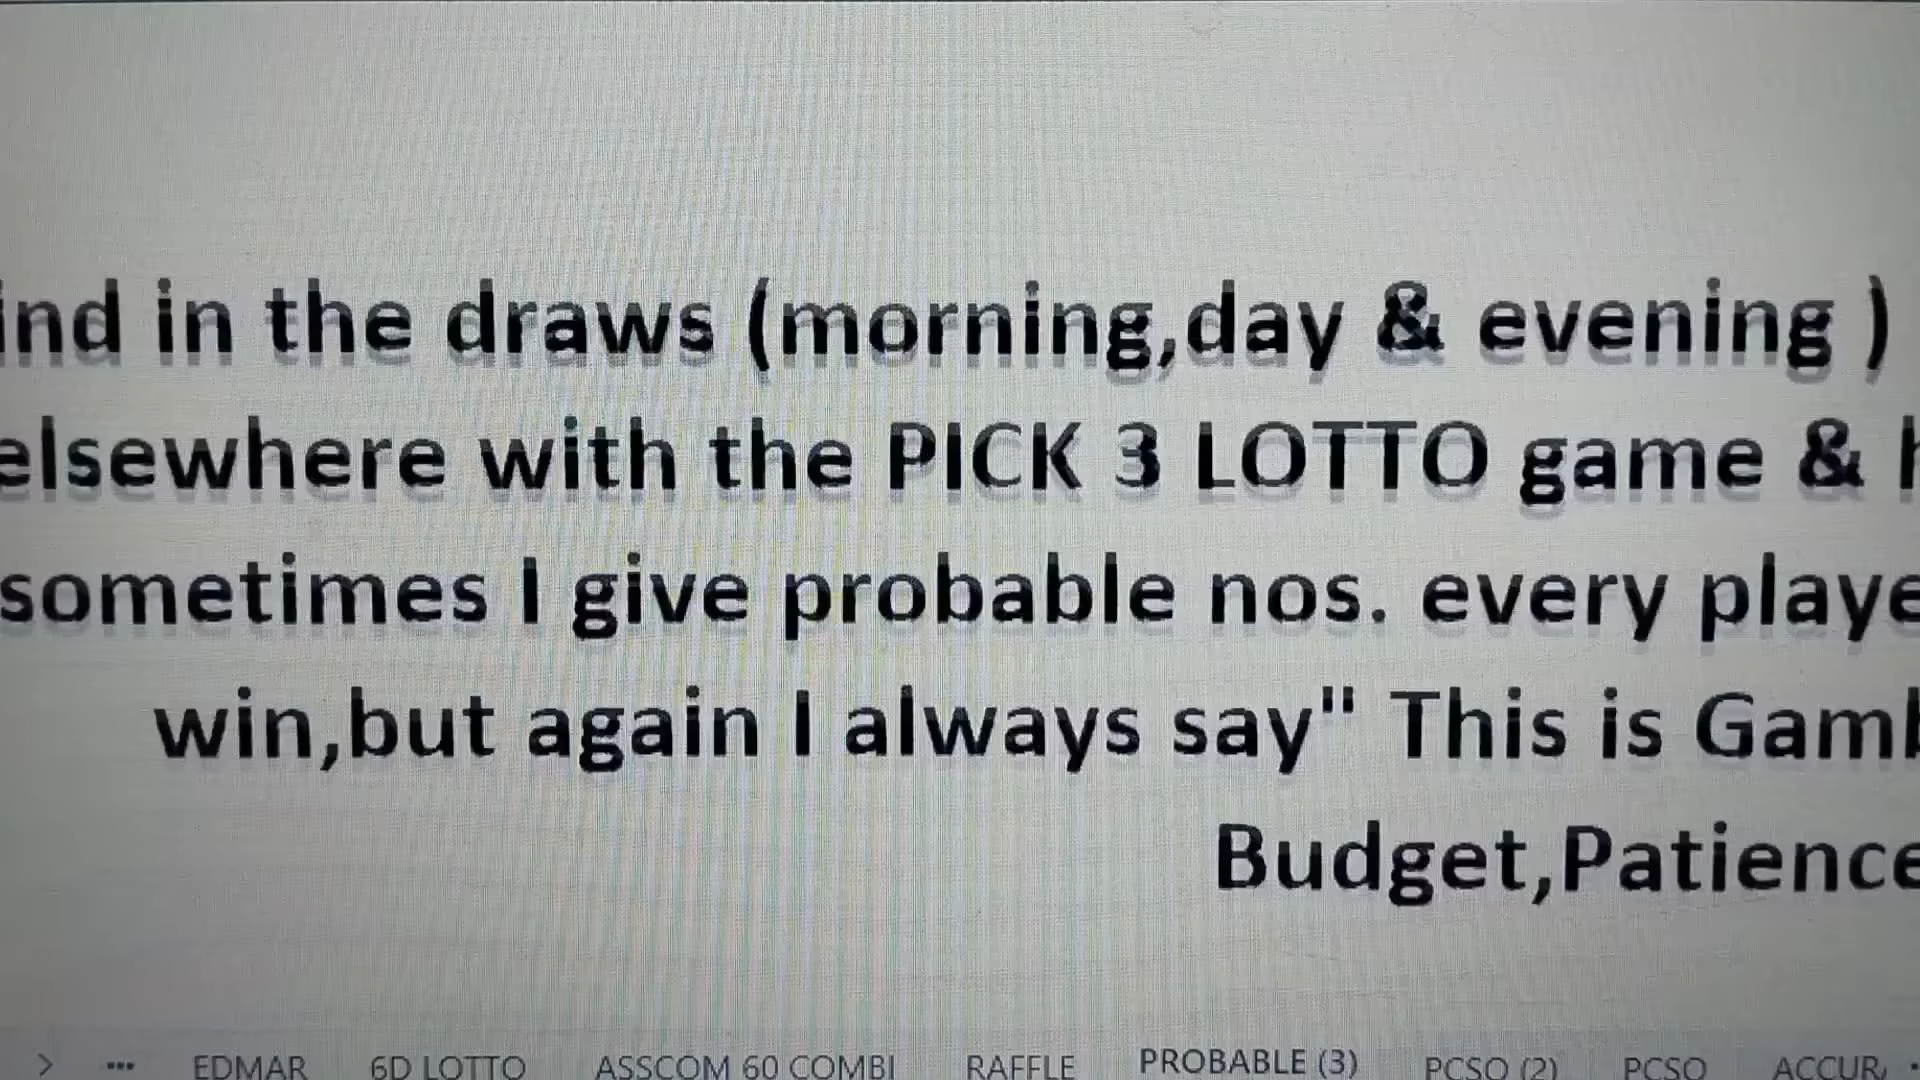 ind in the draws (morning,day & evening )
elsewhere with the PICK 3 LOTTO game & h
sometimes I give probable nos. every playe
win,but again I always say" This is Gaml
Budget,Patience
> ... EDMAR 6D LOTTO ASSCOM 60 COMBI RAFFLE PROBABLE (3) PCSO (2) PCSO ACCUR